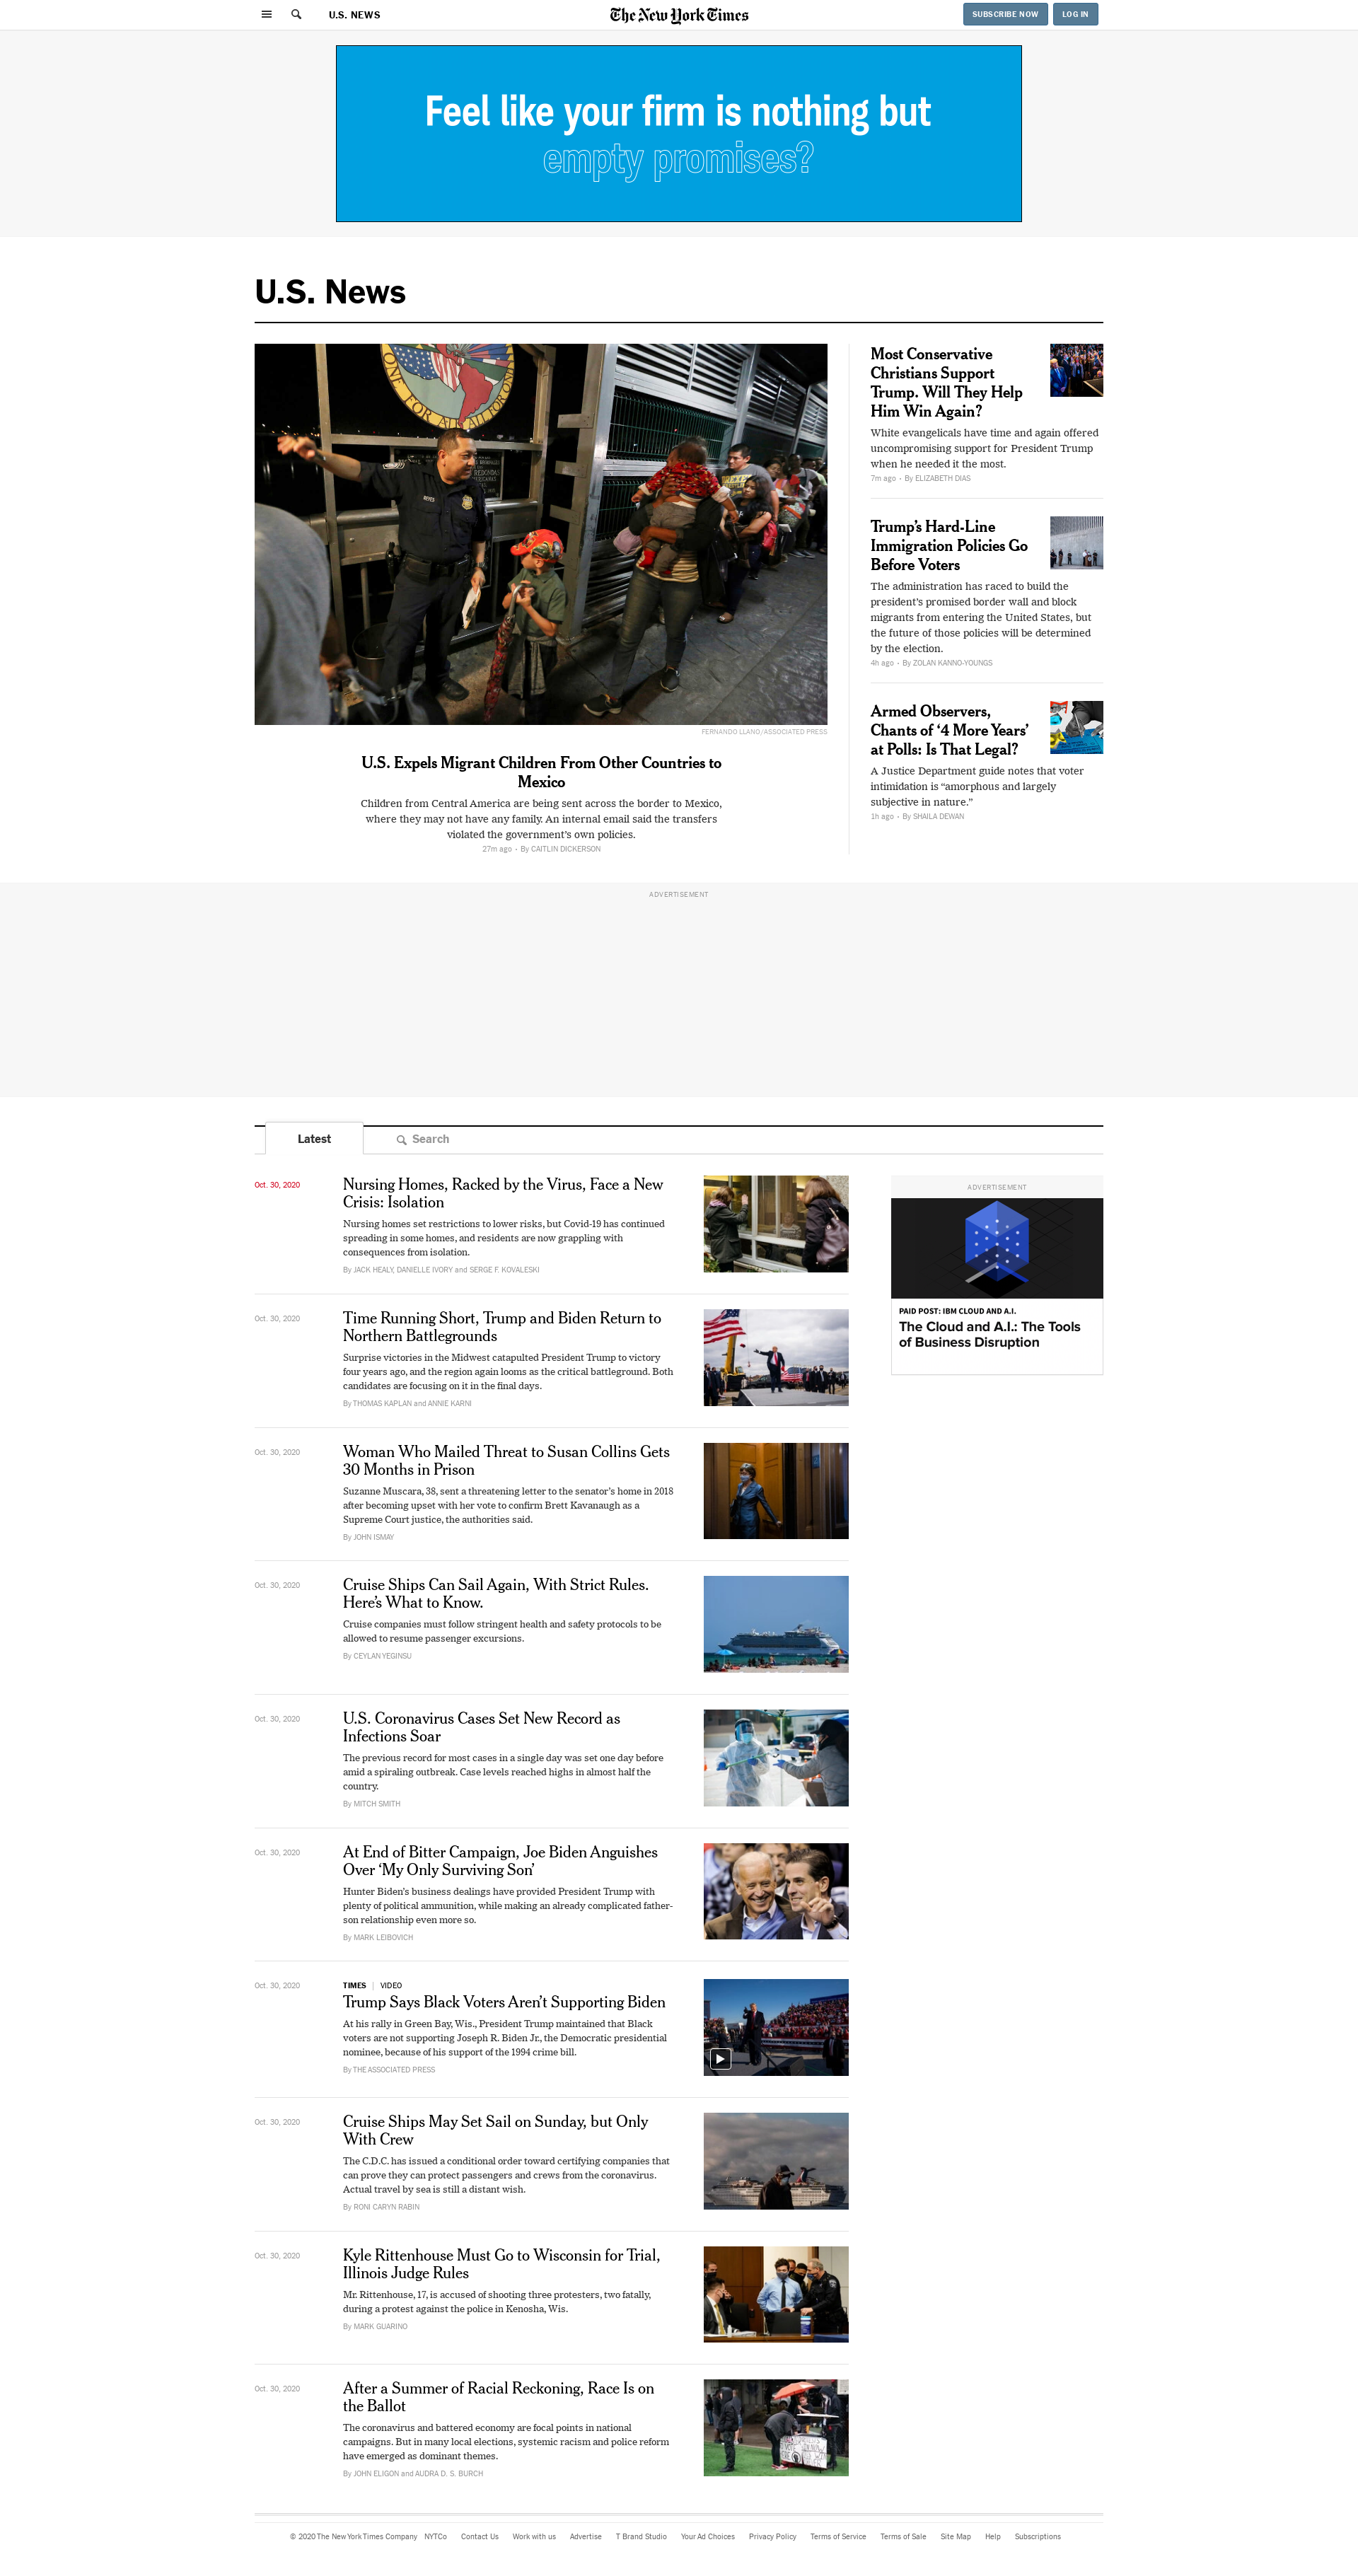 U.S. NEWS
The New York Times
SUBSCRIBE NOW
LOG IN
Feel like your firm is nothing but
empty promises?
U.S. News
REYES
FERNANDO LLANO/ASSOCIATED PRESS
U.S. Expels Migrant Children From Other Countries to
Mexico
Children from Central America are being sent across the border to Mexico,
where they may not have any family. An internal email said the transfers
violated the government's own policies.
27m ago • By CAITLIN DICKERSON
Most Conservative
Christians Support
Trump. Will They Help
Him Win Again?
White evangelicals have time and again offered
uncompromising support for President Trump
when he needed it the most.
7m ago • By ELIZABETH DIAS
Trump’s Hard-Line
Immigration Policies Go
Before Voters
The administration has raced to build the
president’s promised border wall and block
migrants from entering the United States, but
the future of those policies will be determined
by the election.
4h ago • By ZOLAN KANNO-YOUNGS
Armed Observers,
Chants of ‘4 More Years’
at Polls: Is That Legal?
A Justice Department guide notes that voter
intimidation is “amorphous and largely
subjective in nature.”
1h ago • By SHAILA DEWAN
ADVERTISEMENT
Latest
Search
Oct. 30, 2020
Nursing Homes, Racked by the Virus, Face a New
Crisis: Isolation
Nursing homes set restrictions to lower risks, but Covid-19 has continued
spreading in some homes, and residents are now grappling with
consequences from isolation.
By JACK HEALY, DANIELLE IVORY and SERGE F. KOVALESKI
ADVERTISEMENT
PAID POST: IBM CLOUD AND A.I.
The Cloud and A.I.: The Tools
of Business Disruption
Oct. 30, 2020
Time Running Short, Trump and Biden Return to
Northern Battlegrounds
Surprise victories in the Midwest catapulted President Trump to victory
four years ago, and the region again looms as the critical battleground. Both
candidates are focusing on it in the final days.
By THOMAS KAPLAN and ANNIE KARNI
Oct. 30, 2020
Woman Who Mailed Threat to Susan Collins Gets
30 Months in Prison
Suzanne Muscara, 38, sent a threatening letter to the senator’s home in 2018
after becoming upset with her vote to confirm Brett Kavanaugh as a
Supreme Court justice, the authorities said.
By JOHN ISMAY
Oct. 30, 2020
Cruise Ships Can Sail Again, With Strict Rules.
Here’s What to Know.
Cruise companies must follow stringent health and safety protocols to be
allowed to resume passenger excursions.
By CEYLAN YEGINSU
Oct. 30, 2020
U.S. Coronavirus Cases Set New Record as
Infections Soar
The previous record for most cases in a single day was set one day before
amid a spiraling outbreak. Case levels reached highs in almost half the
country.
By MITCH SMITH
Oct. 30, 2020
At End of Bitter Campaign, Joe Biden Anguishes
Over ‘My Only Surviving Son’
Hunter Biden’s business dealings have provided President Trump with
plenty of political ammunition, while making an already complicated father-
son relationship even more so.
By MARK LEIBOVICH
Oct. 30, 2020
TIMES | VIDEO
Trump Says Black Voters Aren’t Supporting Biden
At his rally in Green Bay, Wis., President Trump maintained that Black
voters are not supporting Joseph R. Biden Jr., the Democratic presidential
nominee, because of his support of the 1994 crime bill.
By THE ASSOCIATED PRESS
Oct. 30, 2020
Cruise Ships May Set Sail on Sunday, but Only
With Crew
The C.D.C. has issued a conditional order toward certifying companies that
can prove they can protect passengers and crews from the coronavirus.
Actual travel by sea is still a distant wish.
By RONI CARYN RABIN
Oct. 30, 2020
Kyle Rittenhouse Must Go to Wisconsin for Trial,
Illinois Judge Rules
Mr. Rittenhouse, 17, is accused of shooting three protesters, two fatally,
during a protest against the police in Kenosha, Wis.
By MARK GUARINO
Oct. 30, 2020
After a Summer of Racial Reckoning, Race Is on
the Ballot
The coronavirus and battered economy are focal points in national
campaigns. But in many local elections, systemic racism and police reform
have emerged as dominant themes.
By JOHN ELIGON and AUDRA D. S. BURCH
© 2020 The New York Times Company NYTCo Contact Us Work with us Advertise T Brand Studio Your Ad Choices Privacy Policy Terms of Service Terms of Sale Site Map Help Subscriptions